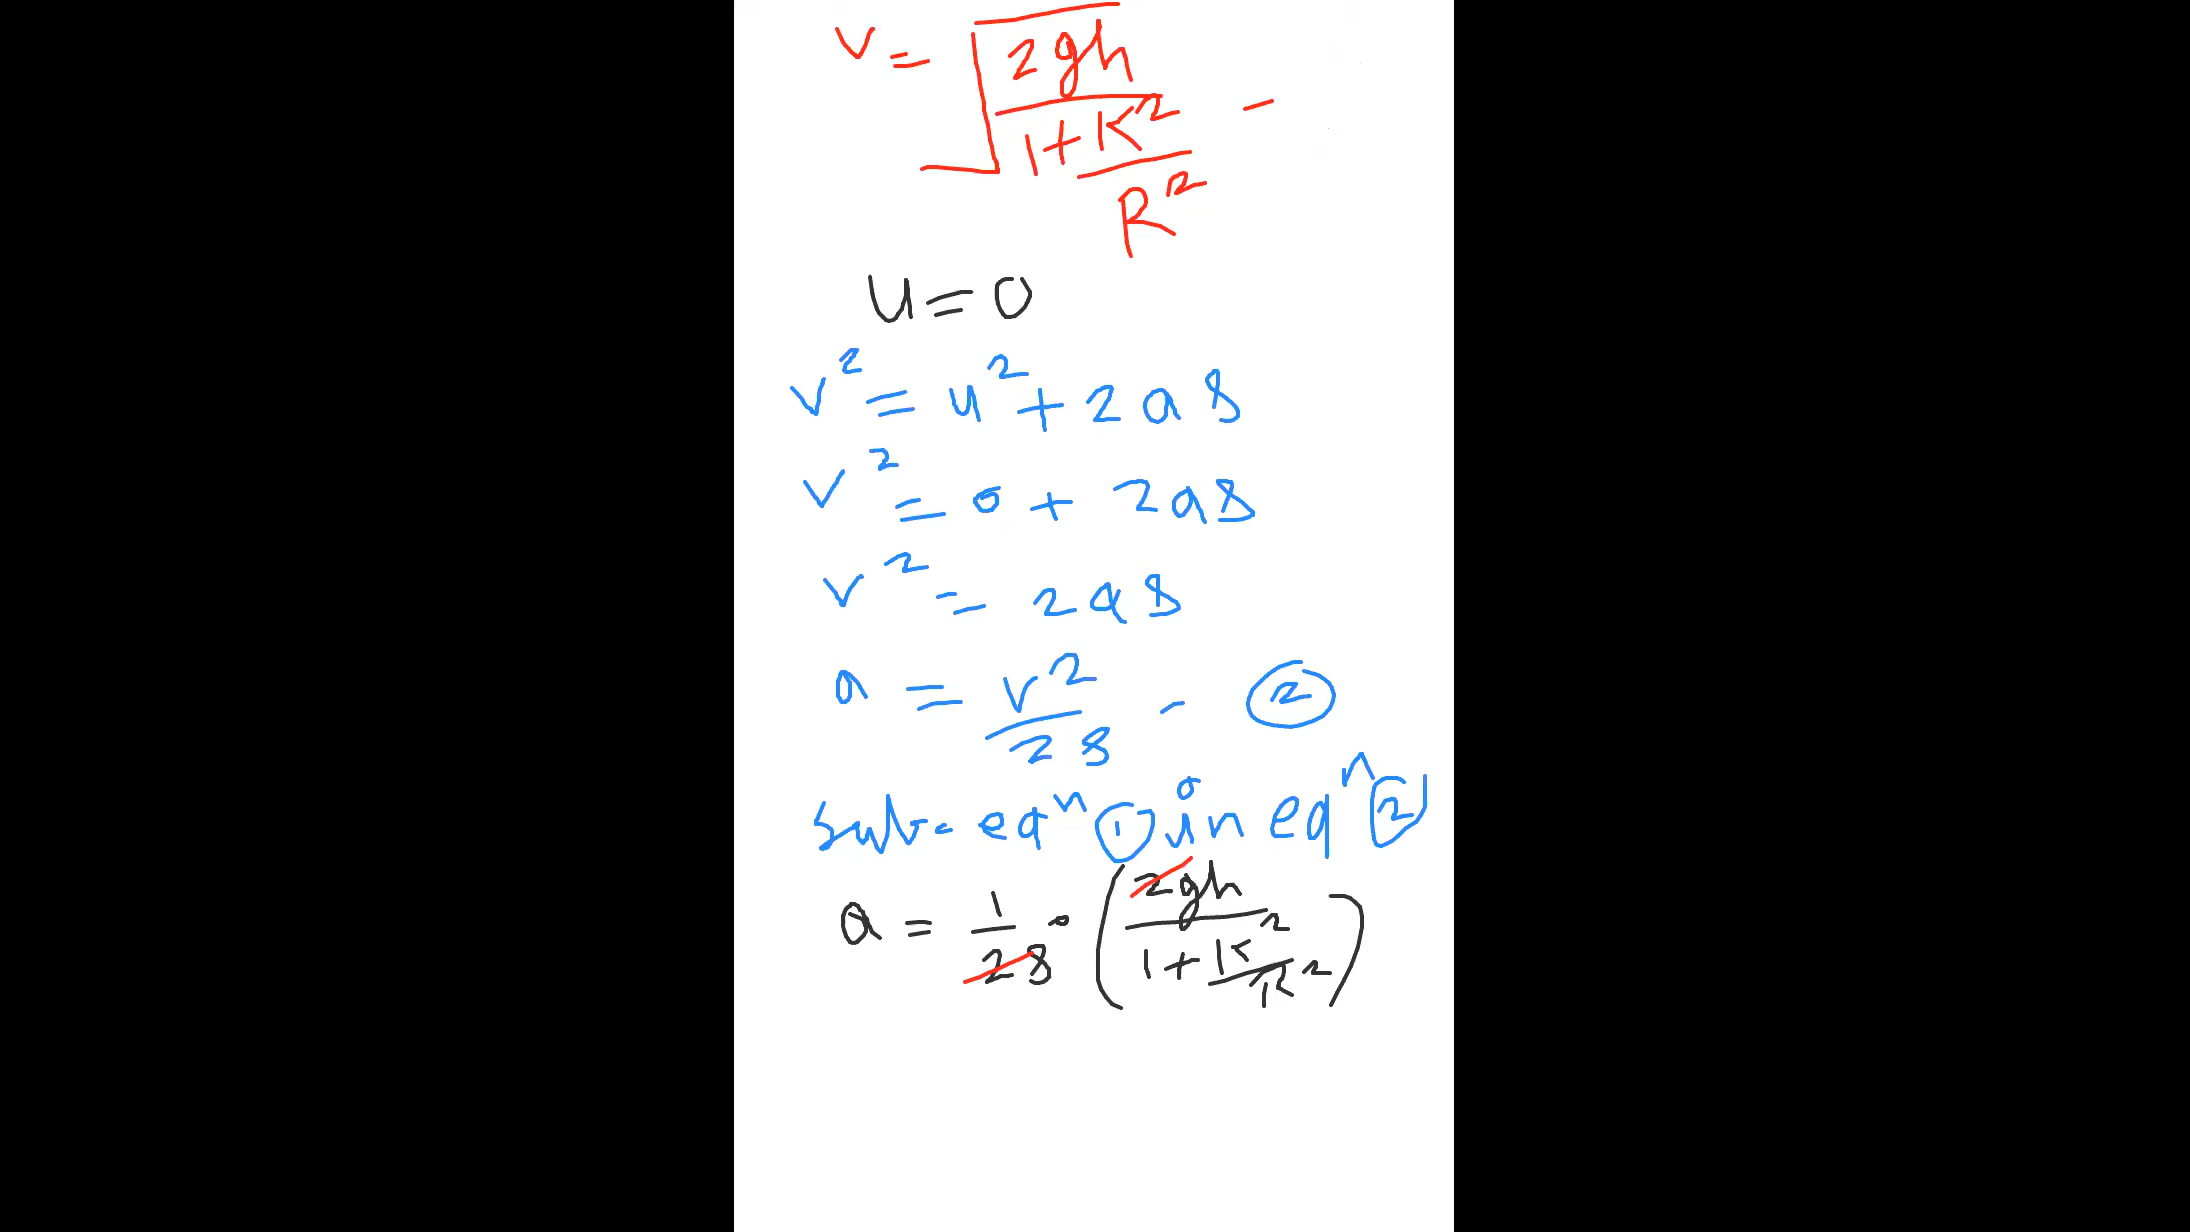 v = √(2gh / (1 + K²/R²)) -
u = 0
v² = u² + 2as
v² = 0 + 2as
v² = 2as
a = v²/2s - ②
Sub= eqⁿ ① in eqⁿ ②
a = 1/2s · (2gh / (1 + K²/R²))